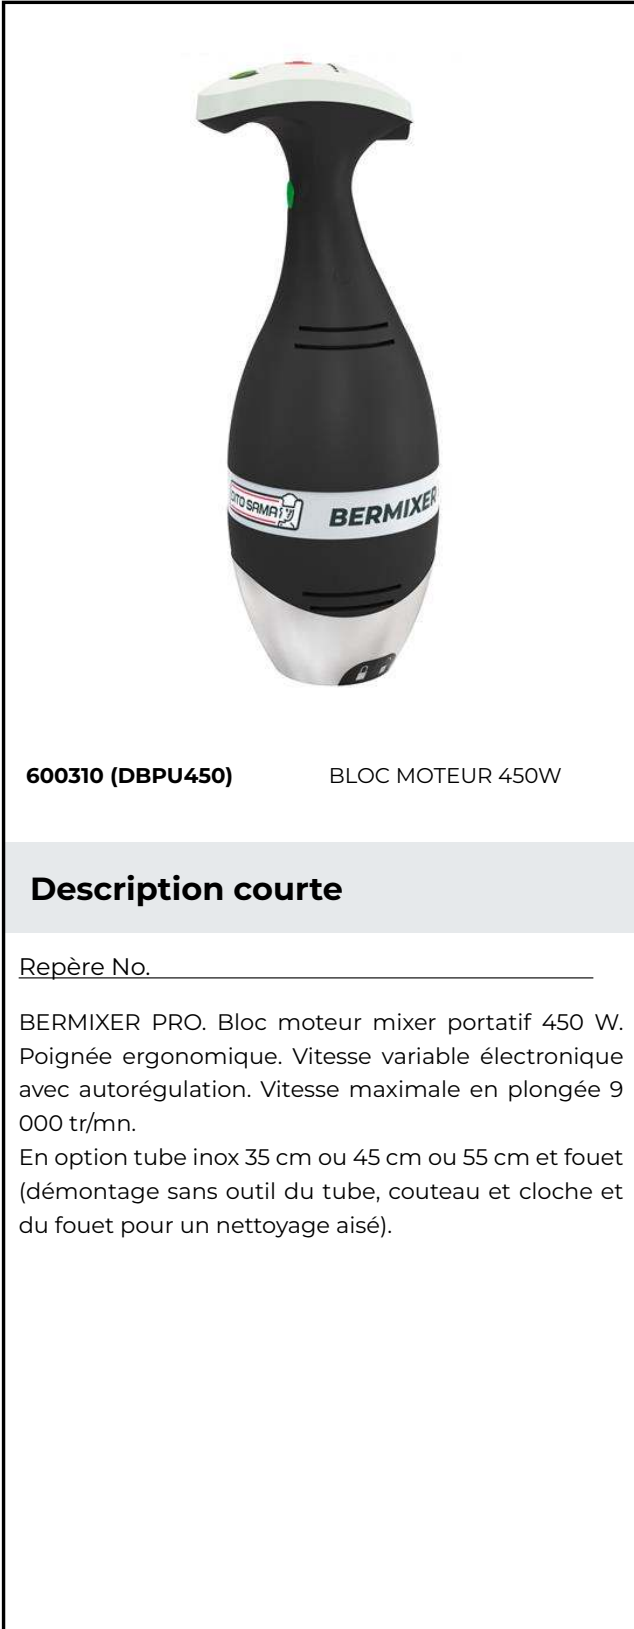 DITO SAMA
BERMIXER
600310 (DBPU450) BLOC MOTEUR 450W
Description courte
Repère No.
BERMIXER PRO. Bloc moteur mixer portatif 450 W.
Poignée ergonomique. Vitesse variable électronique
avec autorégulation. Vitesse maximale en plongée 9
000 tr/mn.
En option tube inox 35 cm ou 45 cm ou 55 cm et fouet
(démontage sans outil du tube, couteau et cloche et
du fouet pour un nettoyage aisé).